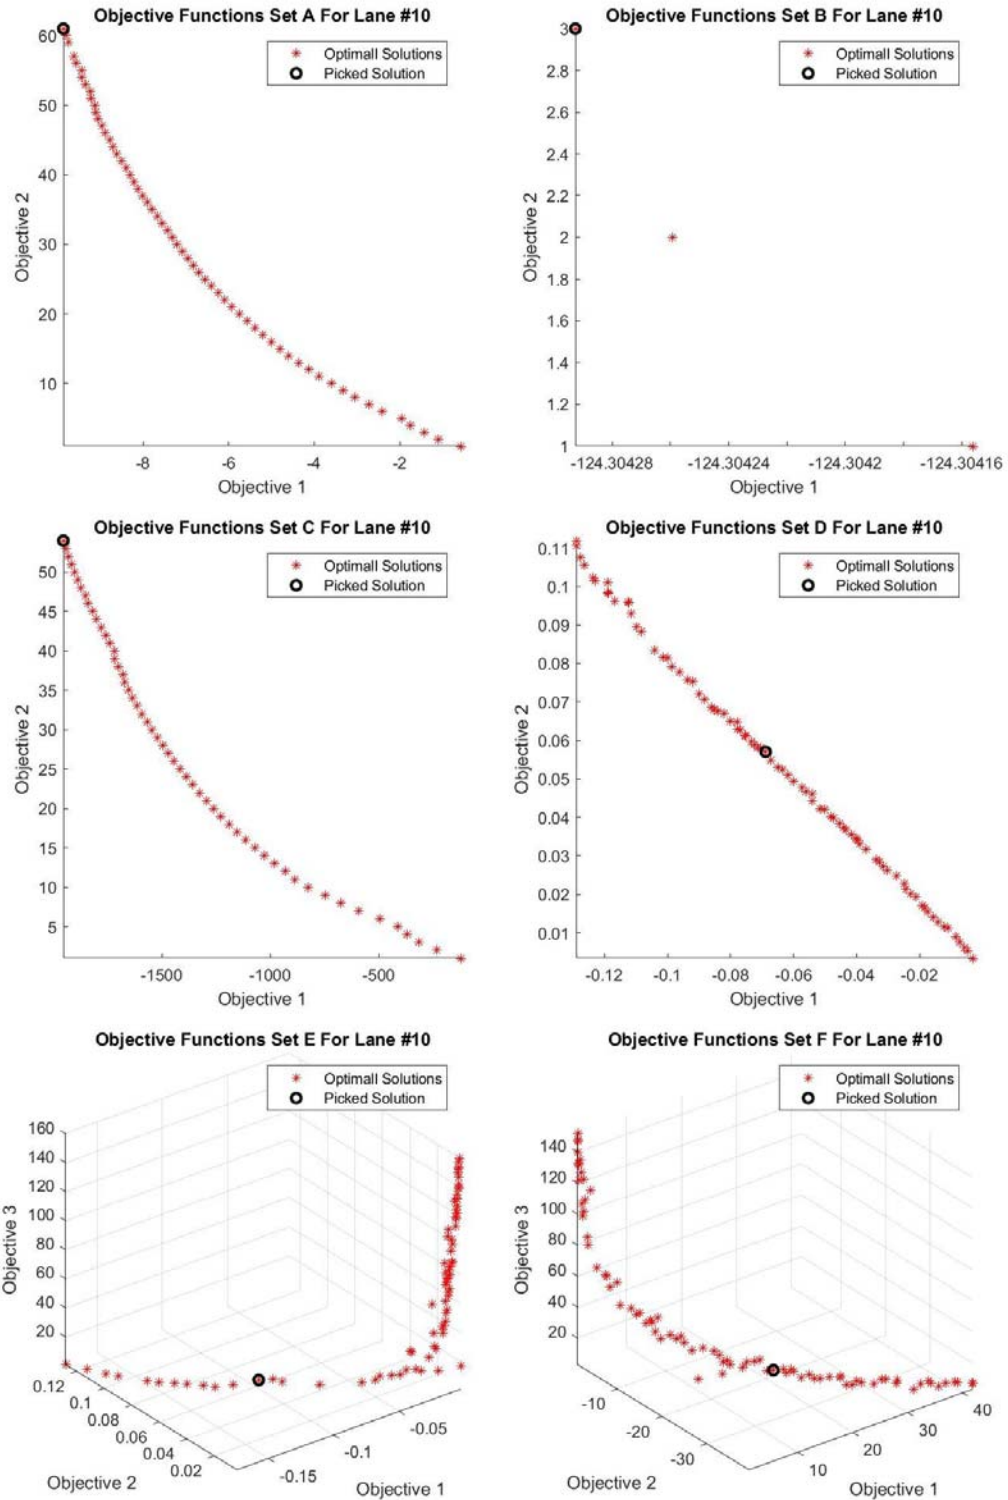 Objective Functions Set A For Lane #10
Optimall Solutions
Picked Solution
60
50
40
30
20
10
Objective 2
-8 -6 -4 -2
Objective 1
Objective Functions Set B For Lane #10
Optimall Solutions
Picked Solution
3
2.8
2.6
2.4
2.2
2
1.8
1.6
1.4
1.2
1
Objective 2
-124.30428 -124.30424 -124.3042 -124.30416
Objective 1
Objective Functions Set C For Lane #10
Optimall Solutions
Picked Solution
50
45
40
35
30
25
20
15
10
5
Objective 2
-1500 -1000 -500
Objective 1
Objective Functions Set D For Lane #10
Optimall Solutions
Picked Solution
0.11
0.1
0.09
0.08
0.07
0.06
0.05
0.04
0.03
0.02
0.01
Objective 2
-0.12 -0.1 -0.08 -0.06 -0.04 -0.02
Objective 1
Objective Functions Set E For Lane #10
Optimall Solutions
Picked Solution
160
140
120
100
80
60
40
20
Objective 3
0.12
0.1
0.08
0.06
0.04
0.02
Objective 2
-0.15
-0.1
-0.05
Objective 1
Objective Functions Set F For Lane #10
Optimall Solutions
Picked Solution
140
120
100
80
60
40
20
Objective 3
-10
-20
-30
Objective 2
10
20
30
40
Objective 1